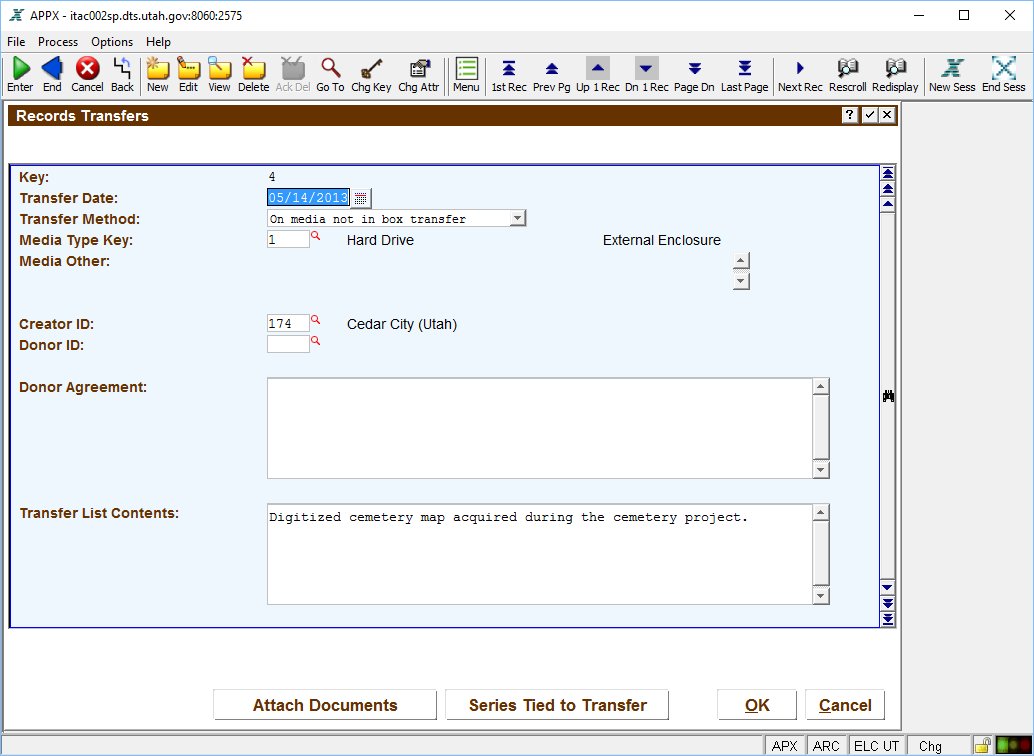 APPX - itac002sp.dts.utah.gov:8060:2575
File Process Options Help
Enter End Cancel Back New Edit View Delete Ack Del Go To Chg Key Chg Attr Menu 1st Rec Prev Pg Up 1 Rec Dn 1 Rec Page Dn Last Page Next Rec Rescroll Redisplay New Sess End Sess
Records Transfers ?
Key: 4
Transfer Date: 05/14/2013
Transfer Method: On media not in box transfer
Media Type Key: 1 Hard Drive External Enclosure
Media Other:
Creator ID: 174 Cedar City (Utah)
Donor ID:
Donor Agreement:
Transfer List Contents: Digitized cemetery map acquired during the cemetery project.
Attach Documents Series Tied to Transfer OK Cancel
APX ARC ELC UT Chg